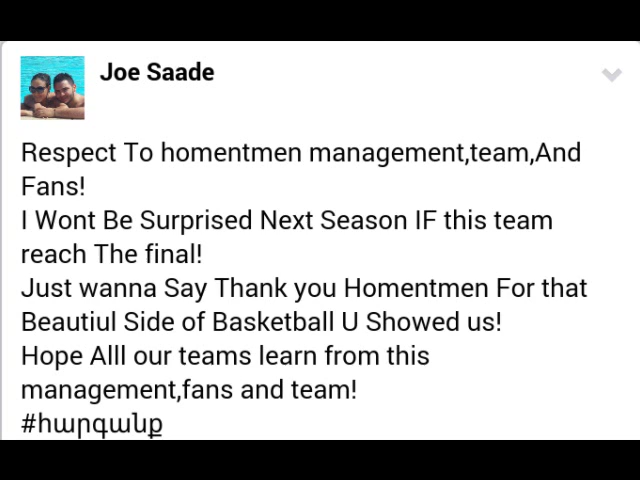 Joe Saade
Respect To homentmen management,team,And
Fans!
I Wont Be Surprised Next Season IF this team
reach The final!
Just wanna Say Thank you Homentmen For that
Beautiul Side of Basketball U Showed us!
Hope Alll our teams learn from this
management,fans and team!
#հարգանք